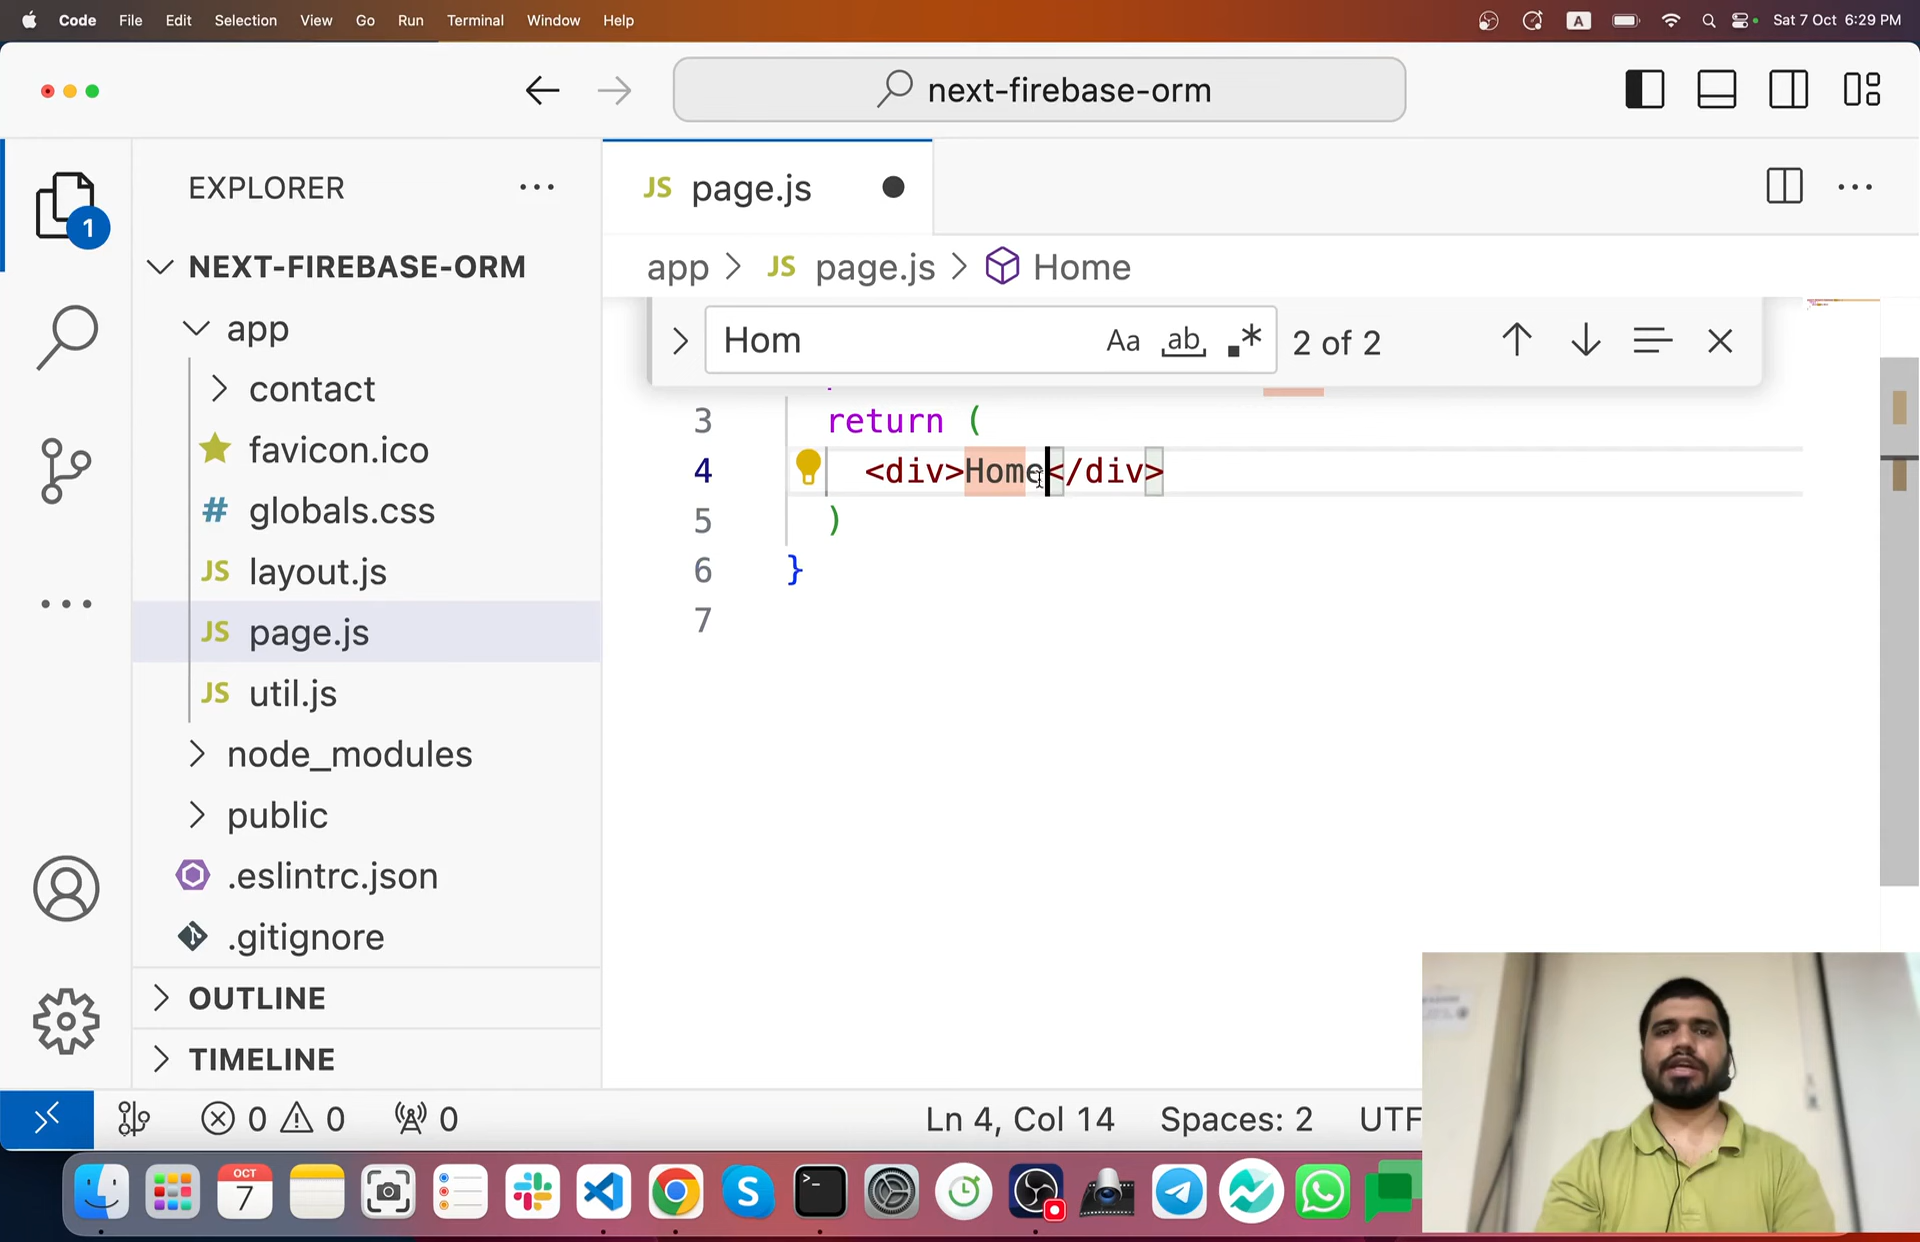 Code File Edit Selection View Go Run Terminal Window Help A Sat 7 Oct 6:29 PM
next-firebase-orm
1
EXPLORER
JS page.js
NEXT-FIREBASE-ORM
app > JS page.js > Home
app
Hom Aa ab .* 2 of 2
contact
3 return (
favicon.ico
4 <div>Home</div>
# globals.css
5 )
JS layout.js
6 }
JS page.js
7
JS util.js
node_modules
public
.eslintrc.json
.gitignore
OUTLINE
TIMELINE
0 0 0 Ln 4, Col 14 Spaces: 2 UTF
OCT
7
S
>_